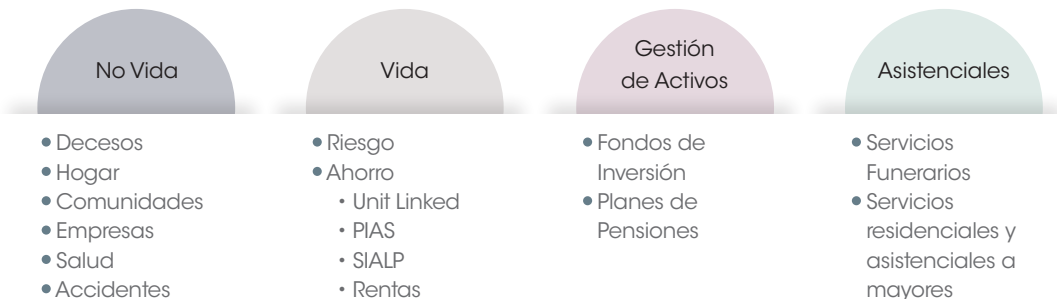 No Vida
• Decesos
• Hogar
• Comunidades
• Empresas
• Salud
• Accidentes
Vida
• Riesgo
• Ahorro
• Unit Linked
• PIAS
• SIALP
• Rentas
Gestión
de Activos
• Fondos de
Inversión
• Planes de
Pensiones
Asistenciales
• Servicios
Funerarios
• Servicios
residenciales y
asistenciales a
mayores